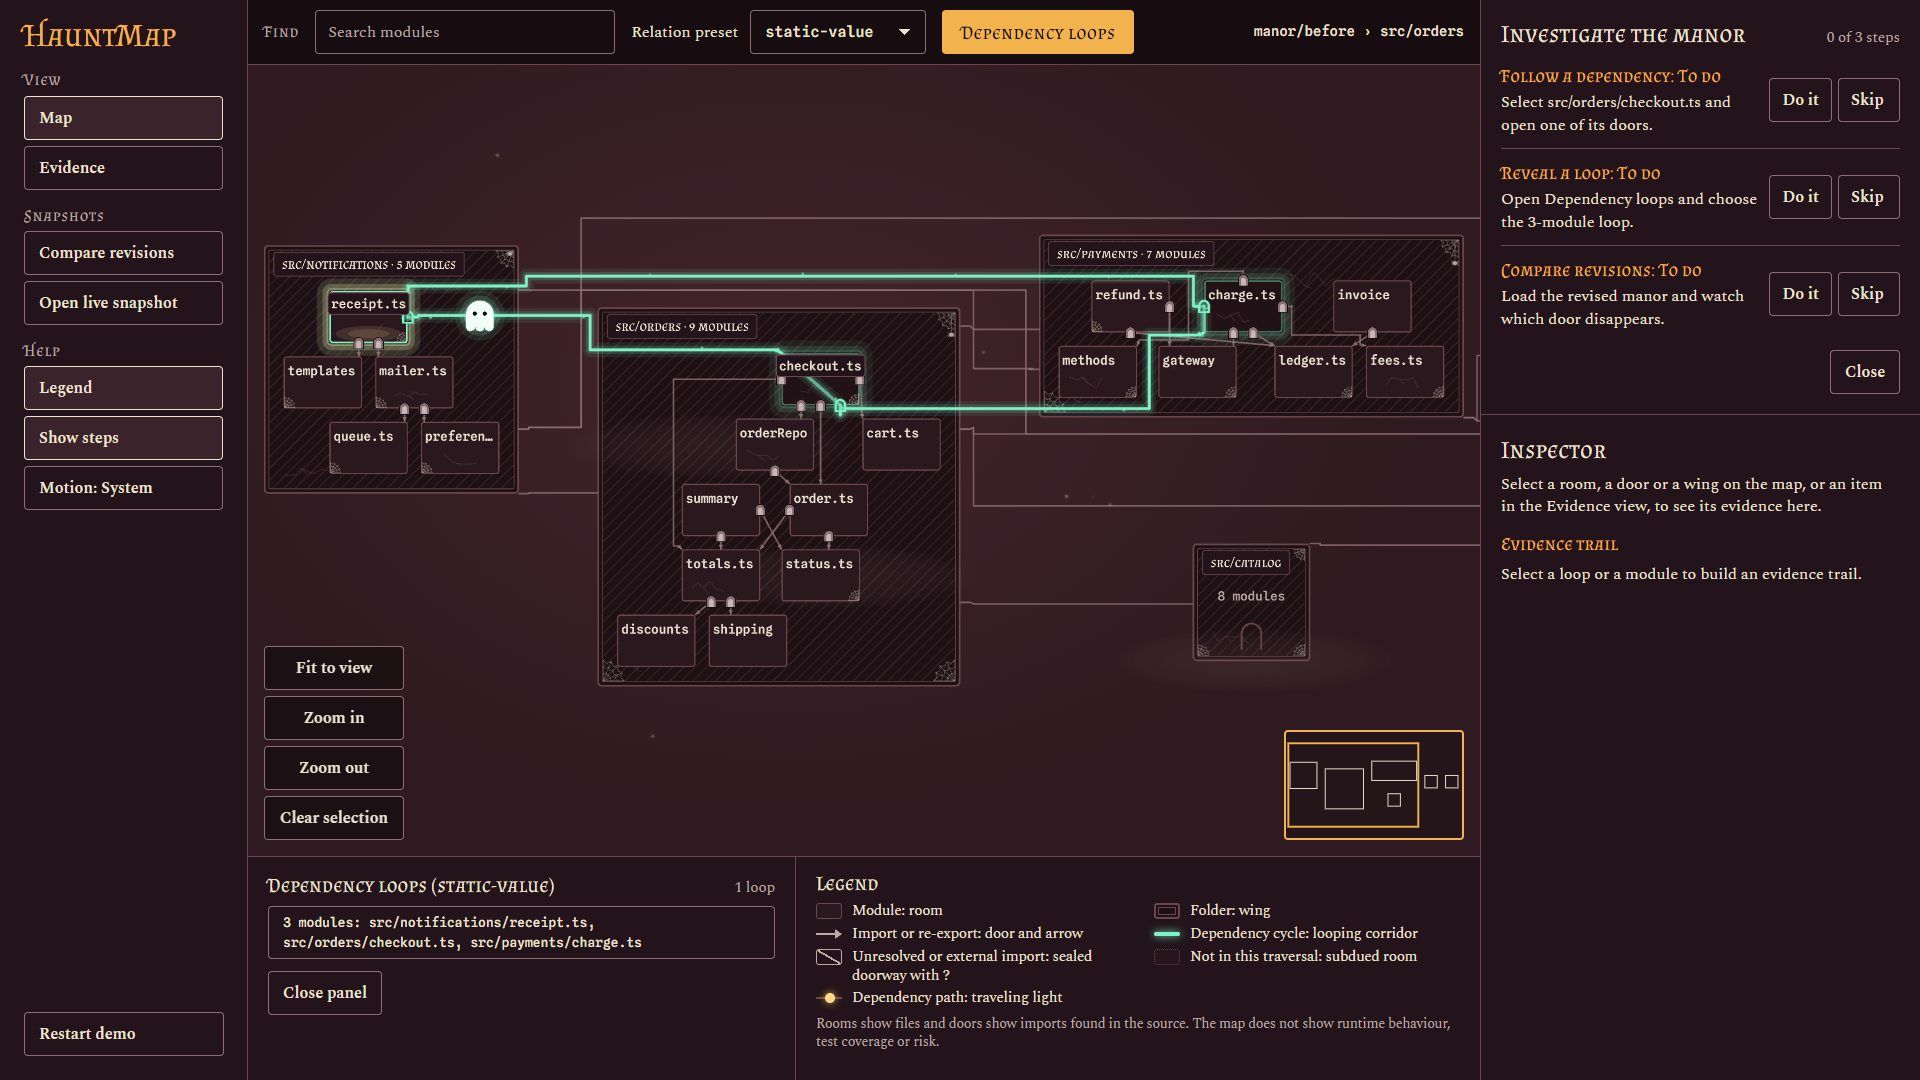 HauntMap
View
Map
Evidence
Snapshots
Compare revisions
Open live snapshot
Help
Legend
Show steps
Motion: System
Restart demo
Find
Search modules
Relation preset
static-value
Dependency loops
manor/before › src/orders
src/notifications · 5 modules
receipt.ts
templates
mailer.ts
queue.ts
preferen…
src/orders · 9 modules
checkout.ts
orderRepo
cart.ts
summary
order.ts
totals.ts
status.ts
discounts
shipping
src/payments · 7 modules
refund.ts
charge.ts
invoice
methods
gateway
ledger.ts
fees.ts
src/catalog
8 modules
Fit to view
Zoom in
Zoom out
Clear selection
Dependency loops (static-value)
1 loop
3 modules: src/notifications/receipt.ts,
src/orders/checkout.ts, src/payments/charge.ts
Close panel
Legend
Module: room
Folder: wing
Import or re-export: door and arrow
Dependency cycle: looping corridor
Unresolved or external import: sealed
doorway with ?
Not in this traversal: subdued room
Dependency path: traveling light
Rooms show files and doors show imports found in the source. The map does not show runtime behaviour,
test coverage or risk.
Investigate the manor
0 of 3 steps
Follow a dependency: To do
Select src/orders/checkout.ts and
open one of its doors.
Do it
Skip
Reveal a loop: To do
Open Dependency loops and choose
the 3-module loop.
Do it
Skip
Compare revisions: To do
Load the revised manor and watch
which door disappears.
Do it
Skip
Close
Inspector
Select a room, a door or a wing on the map, or an item
in the Evidence view, to see its evidence here.
Evidence trail
Select a loop or a module to build an evidence trail.